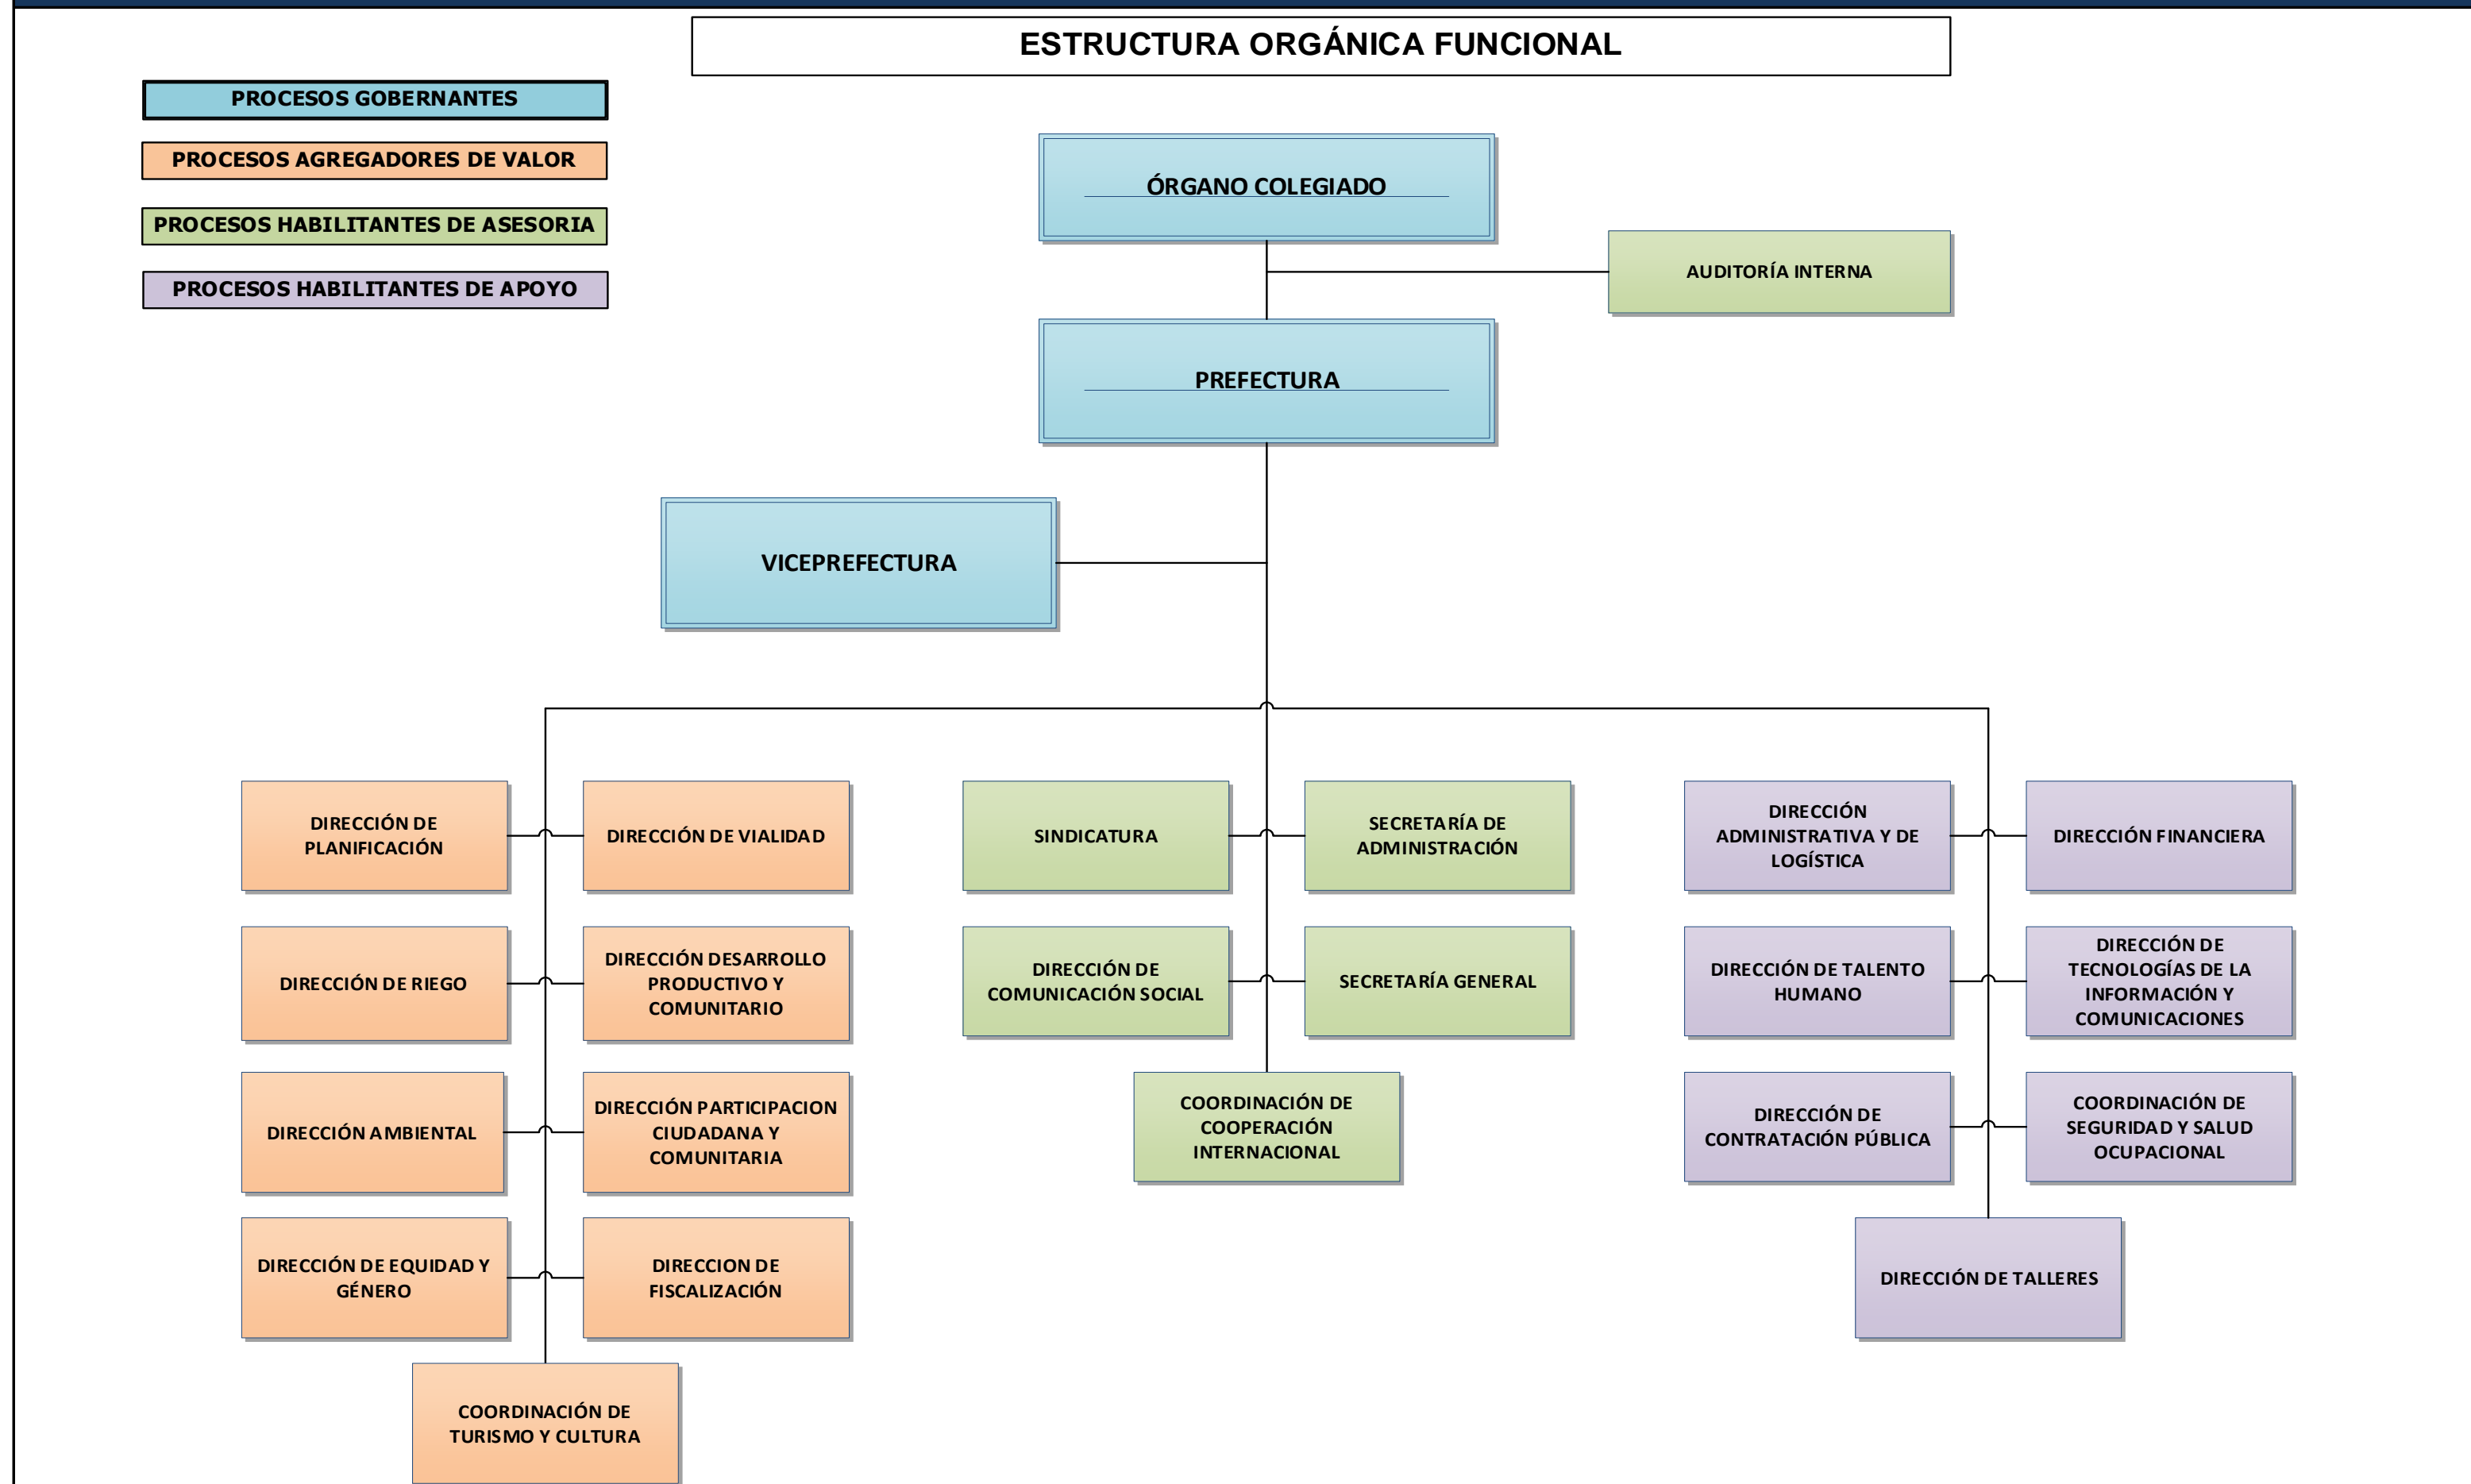 ESTRUCTURA ORGÁNICA FUNCIONAL
PROCESOS GOBERNANTES
PROCESOS AGREGADORES DE VALOR
PROCESOS HABILITANTES DE ASESORIA
PROCESOS HABILITANTES DE APOYO
ÓRGANO COLEGIADO
AUDITORÍA INTERNA
PREFECTURA
VICEPREFECTURA
DIRECCIÓN DE
PLANIFICACIÓN
DIRECCIÓN DE VIALIDAD
DIRECCIÓN DE RIEGO
DIRECCIÓN DESARROLLO
PRODUCTIVO Y
COMUNITARIO
DIRECCIÓN AMBIENTAL
DIRECCIÓN PARTICIPACION
CIUDADANA Y
COMUNITARIA
DIRECCIÓN DE EQUIDAD Y
GÉNERO
DIRECCION DE
FISCALIZACIÓN
COORDINACIÓN DE
TURISMO Y CULTURA
SINDICATURA
SECRETARÍA DE
ADMINISTRACIÓN
DIRECCIÓN DE
COMUNICACIÓN SOCIAL
SECRETARÍA GENERAL
COORDINACIÓN DE
COOPERACIÓN
INTERNACIONAL
DIRECCIÓN
ADMINISTRATIVA Y DE
LOGÍSTICA
DIRECCIÓN FINANCIERA
DIRECCIÓN DE TALENTO
HUMANO
DIRECCIÓN DE
TECNOLOGÍAS DE LA
INFORMACIÓN Y
COMUNICACIONES
DIRECCIÓN DE
CONTRATACIÓN PÚBLICA
COORDINACIÓN DE
SEGURIDAD Y SALUD
OCUPACIONAL
DIRECCIÓN DE TALLERES